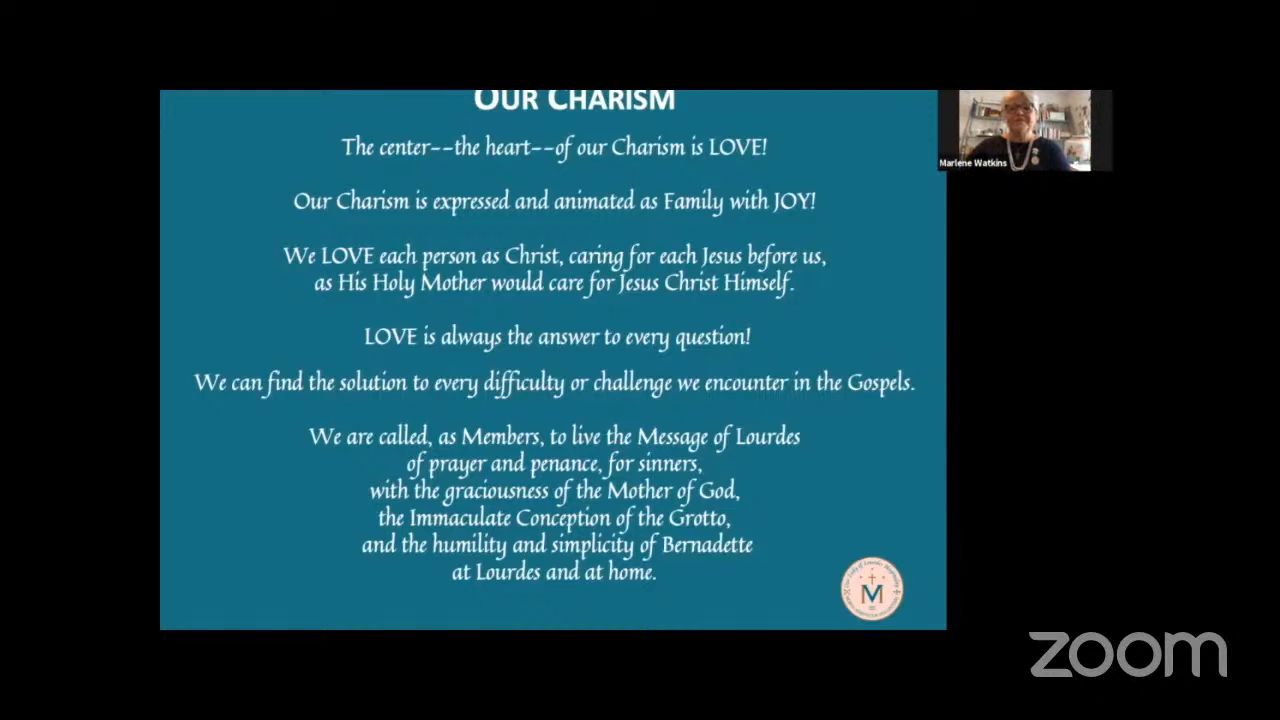 OUR CHARISM
The center--the heart--of our Charism is LOVE!
Our Charism is expressed and animated as Family with JOY!
We LOVE each person as Christ, caring for each Jesus before us,
as His Holy Mother would care for Jesus Christ Himself.
LOVE is always the answer to every question!
We can find the solution to every difficulty or challenge we encounter in the Gospels.
We are called, as Members, to live the Message of Lourdes
of prayer and penance, for sinners,
with the graciousness of the Mother of God,
the Immaculate Conception of the Grotto,
and the humility and simplicity of Bernadette
at Lourdes and at home.
Marlene Watkins
Our Lady of Lourdes Hospitality
M
zoom